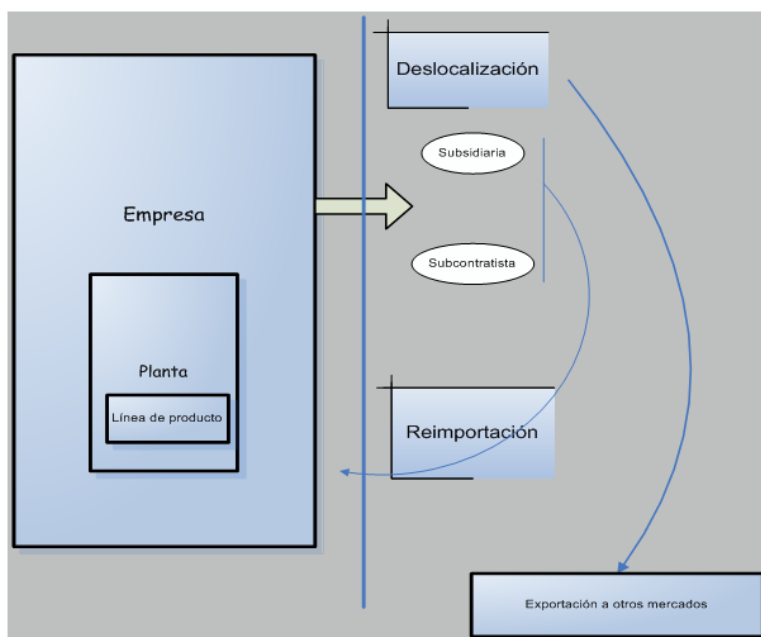 Empresa
Planta
Línea de producto
Deslocalización
Subsidiaria
Subcontratista
Reimportación
Exportación a otros mercados